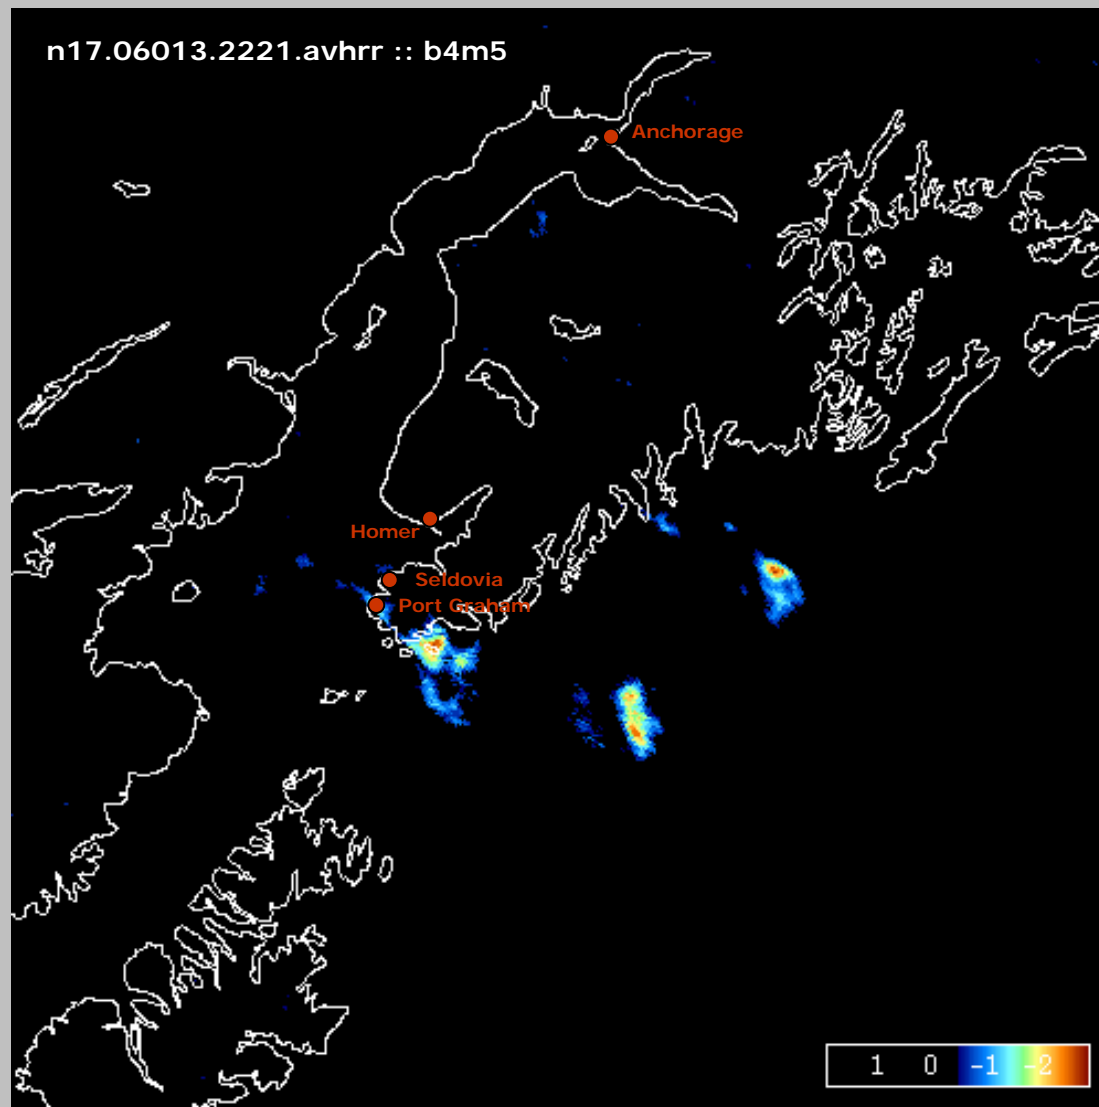 n17.06013.2221.avhrr :: b4m5
Anchorage
Homer
Seldovia
Port Graham
1 0 -1 -2